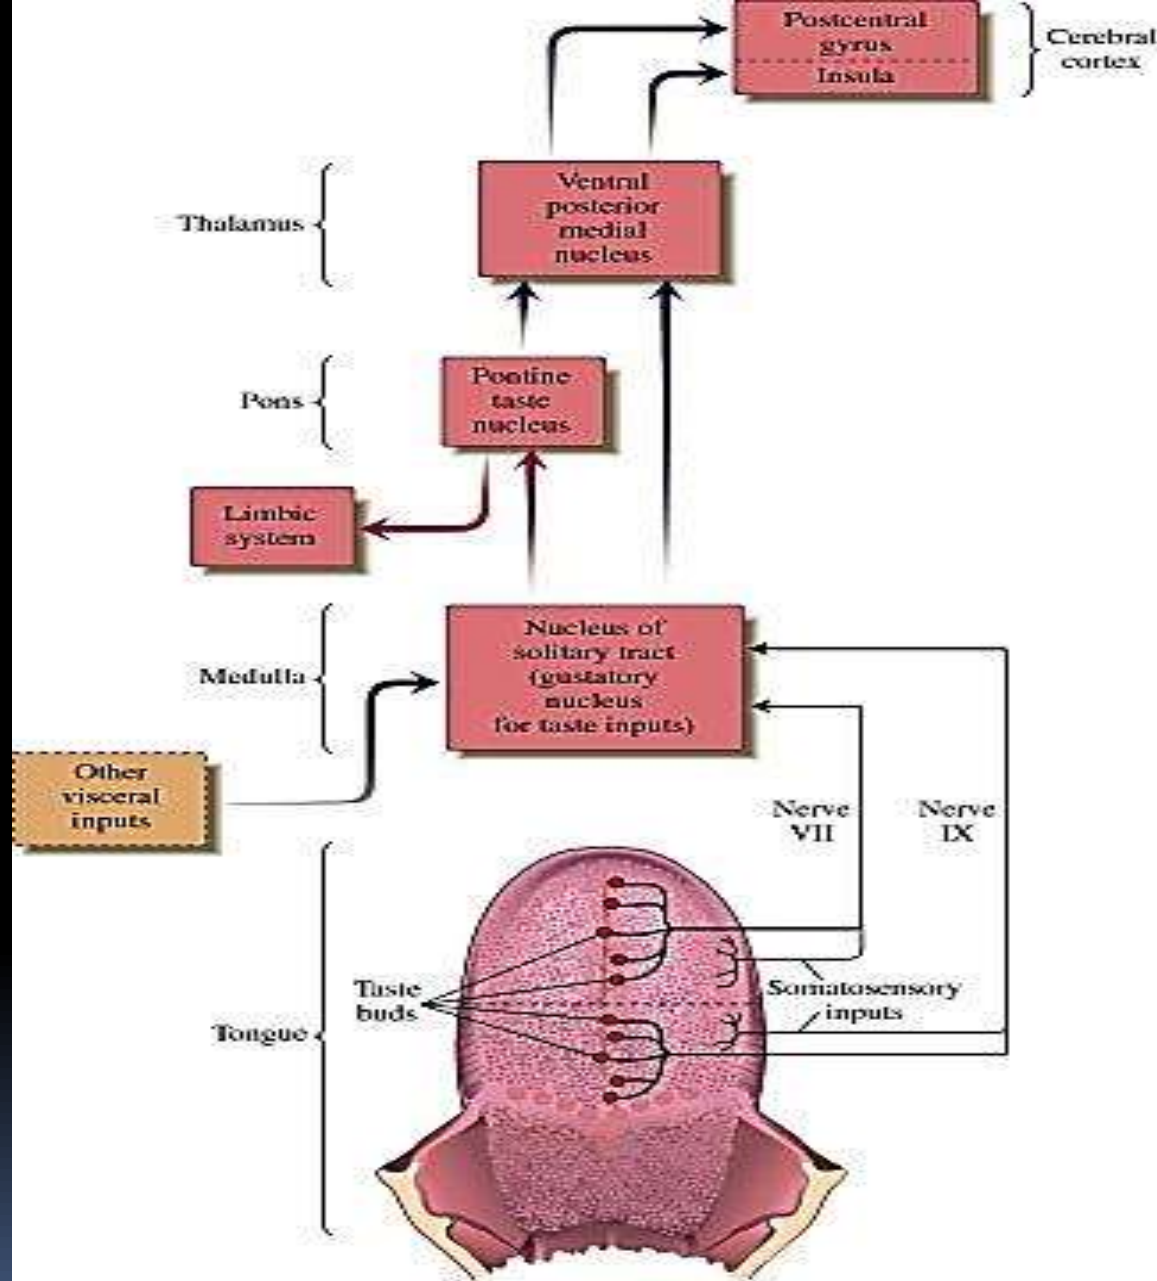 Postcentral
gyrus
Insula
Cerebral
cortex
Ventral
posterior
medial
nucleus
Thalamus
Pontine
taste
nucleus
Pons
Limbic
system
Nucleus of
solitary tract
(gustatory
nucleus
for taste inputs)
Medulla
Other
visceral
inputs
Nerve
VII
Nerve
IX
Taste
buds
Somatosensory
inputs
Tongue